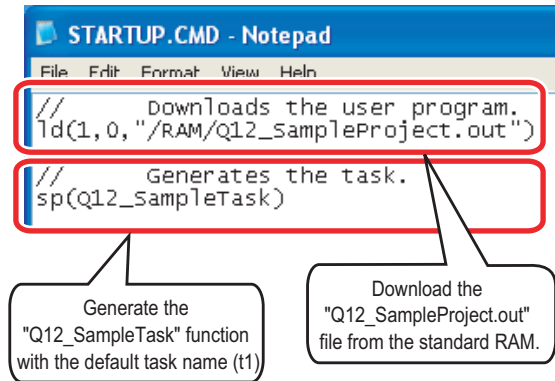 STARTUP.CMD - Notepad
File Edit Format View Help
// Downloads the user program.
ld(1,0,"/RAM/Q12_SampleProject.out")
// Generates the task.
sp(Q12_SampleTask)
Generate the
"Q12_SampleTask" function
with the default task name (t1)
Download the
"Q12_SampleProject.out"
file from the standard RAM.